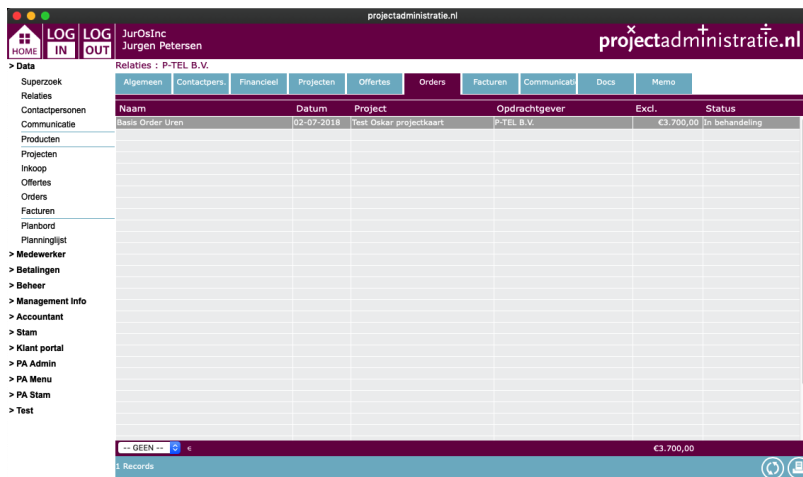 projectadministratie.nl
HOME
LOG IN
LOG OUT
JurOsInc
Jurgen Petersen
projectadministratie.nl
> Data
Superzoek
Relaties
Contactpersonen
Communicatie
Producten
Projecten
Inkoop
Offertes
Orders
Facturen
Planbord
Planninglijst
> Medewerker
> Betalingen
> Beheer
> Management Info
> Accountant
> Stam
> Klant portal
> PA Admin
> PA Menu
> PA Stam
> Test
Relaties : P-TEL B.V.
Algemeen Contactpers. Financieel Projecten Offertes Orders Facturen Communicati Docs Memo
Naam Datum Project Opdrachtgever Excl. Status
Basis Order Uren 02-07-2018 Test Oskar projectkaart P-TEL B.V. €3.700,00 In behandeling
-- GEEN -- € €3.700,00
1 Records